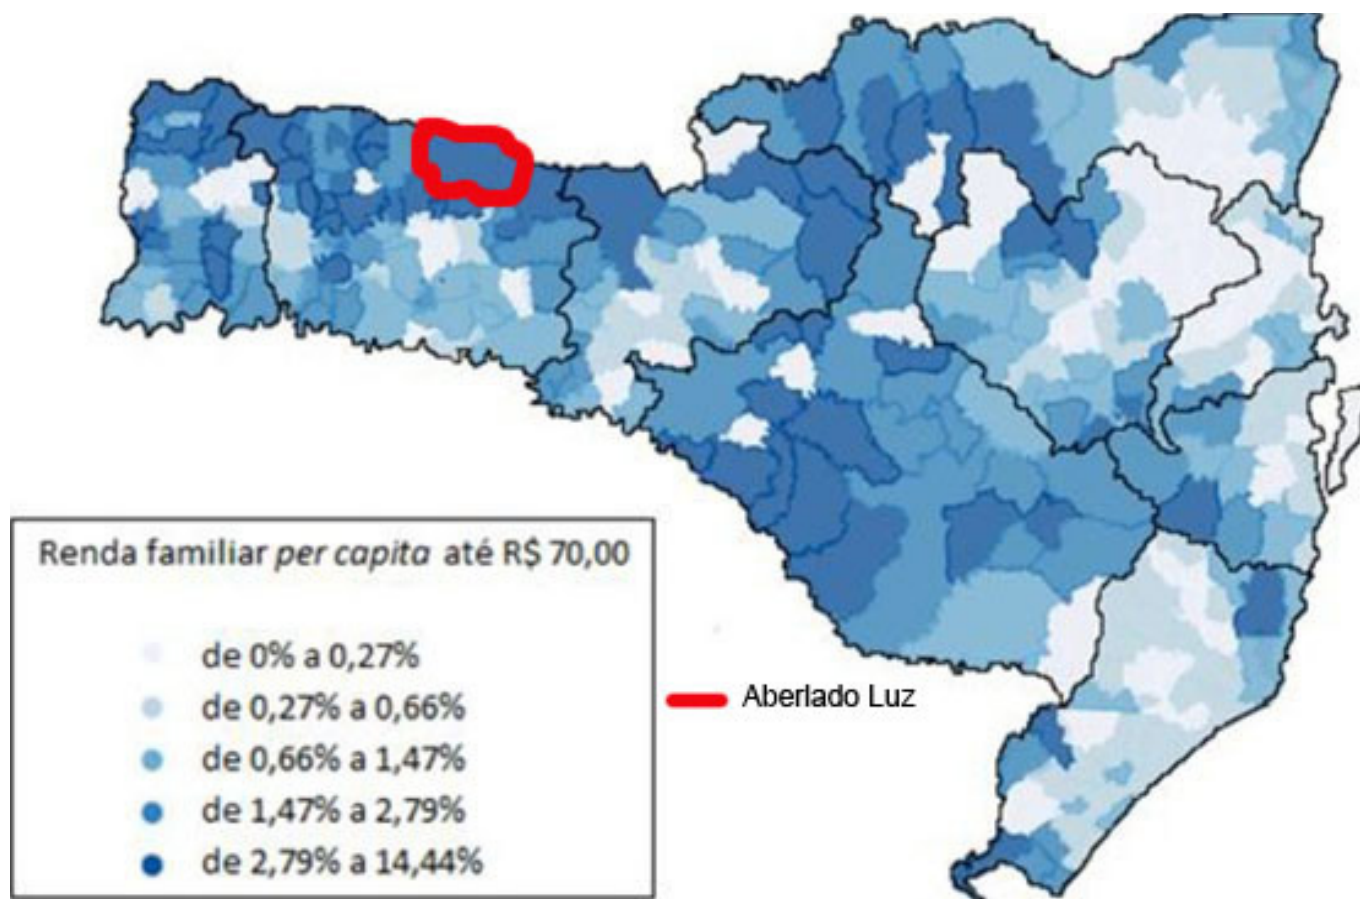 Renda familiar per capita até R$ 70,00
de 0% a 0,27%
de 0,27% a 0,66%
de 0,66% a 1,47%
de 1,47% a 2,79%
de 2,79% a 14,44%
Aberlado Luz